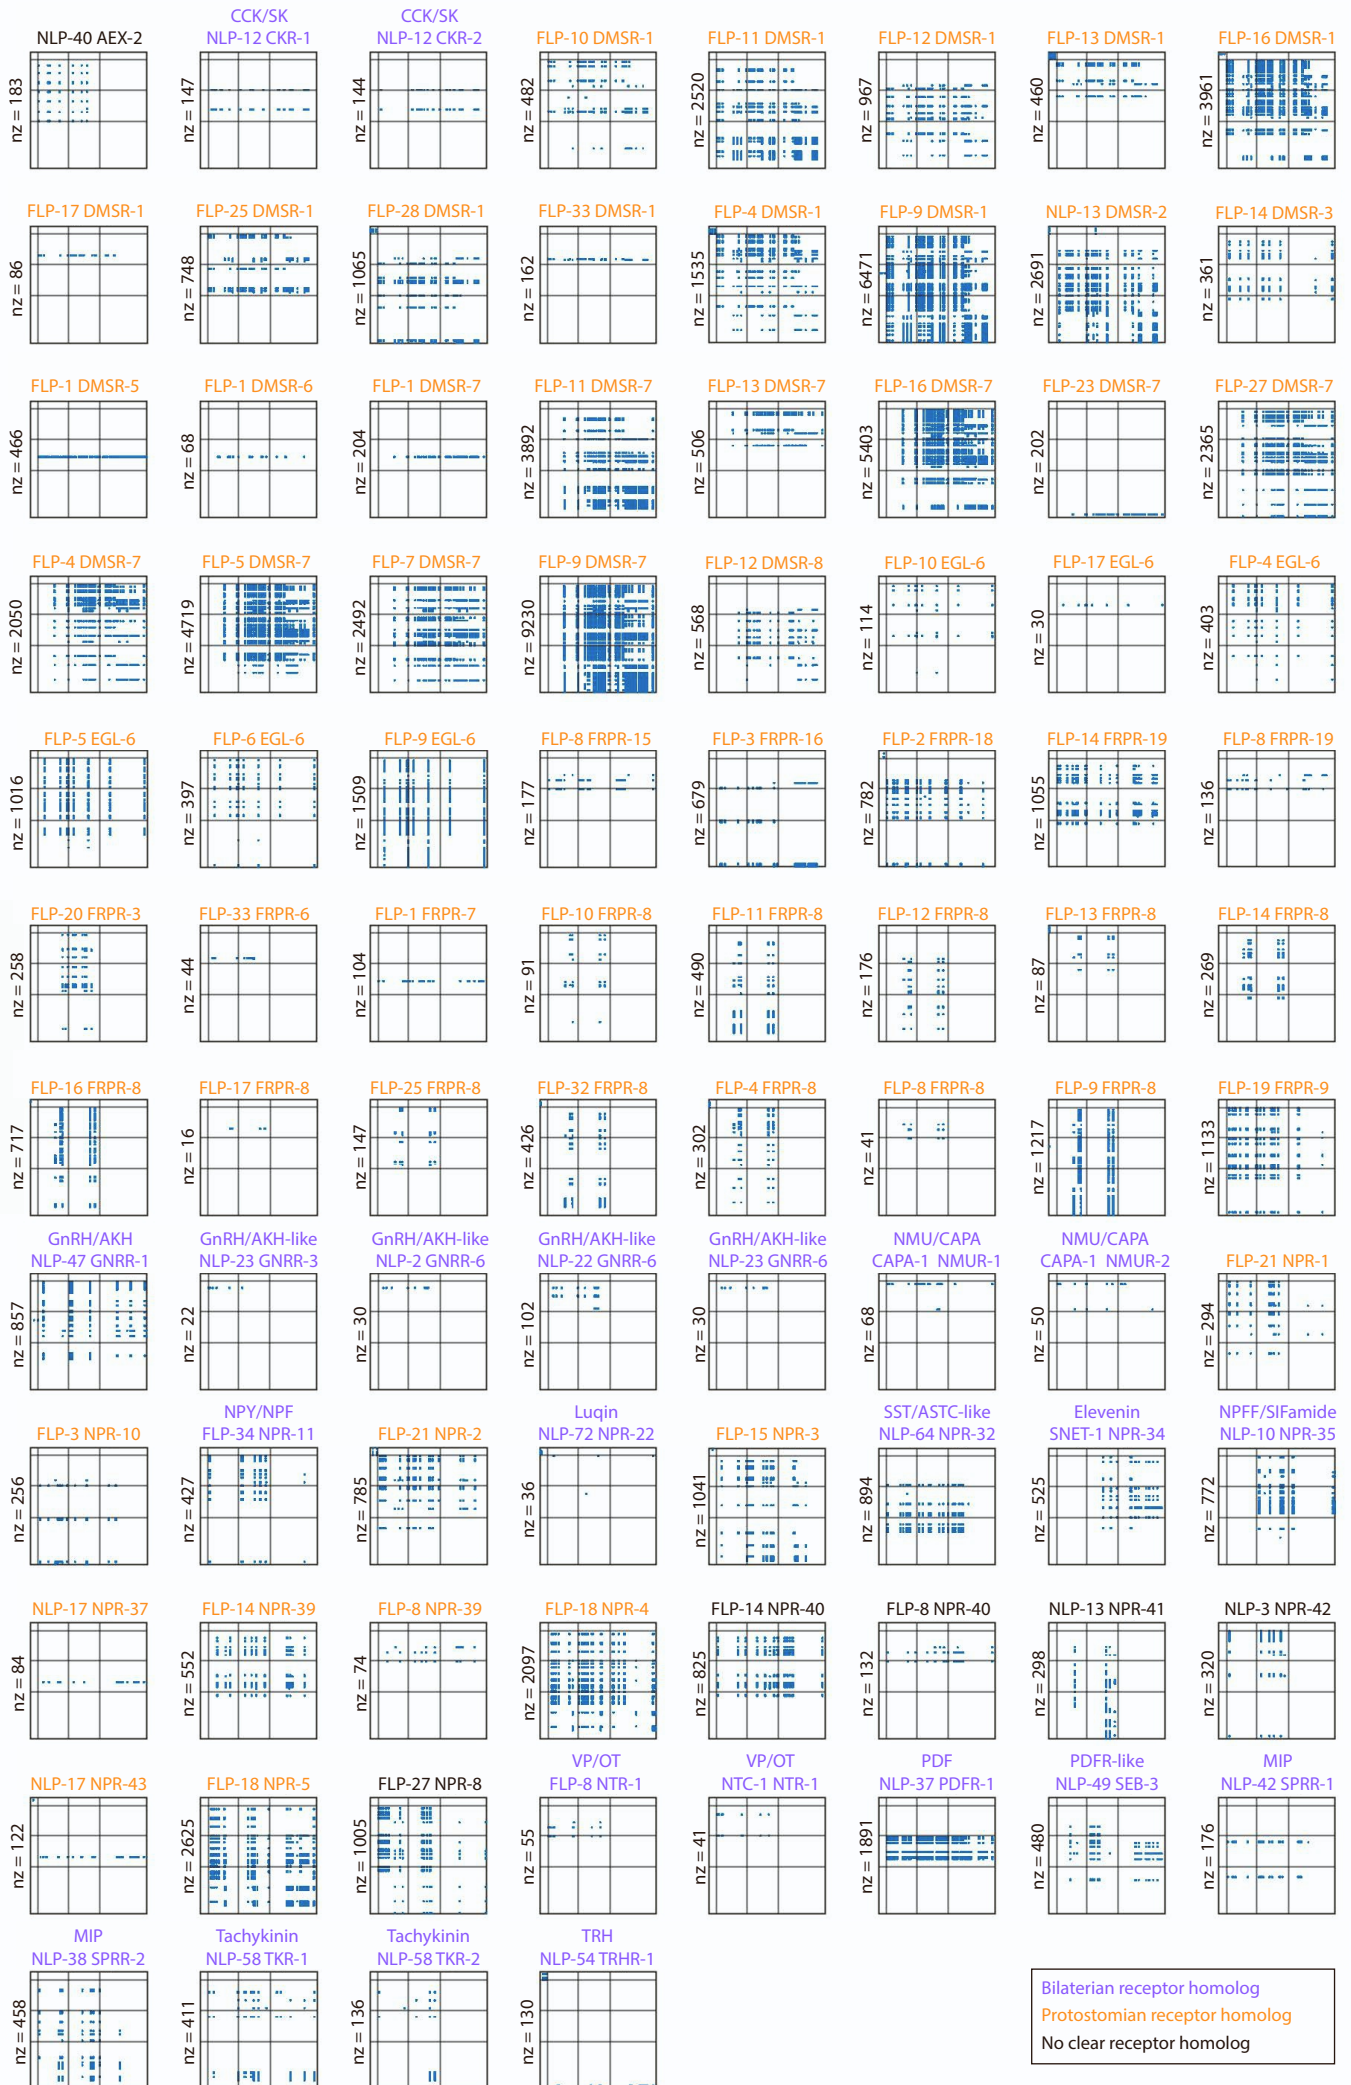 CCK/SK
CCK/SK
NLP-40 AEX-2
NLP-12 CKR-1
NLP-12 CKR-2
FLP-10 DMSR-1
FLP-11 DMSR-1
FLP-12 DMSR-1
FLP-13 DMSR-1
FLP-16 DMSR-1
nz = 183
nz = 147
nz = 144
nz = 482
nz = 2520
nz = 967
nz = 460
nz = 3961
FLP-17 DMSR-1
FLP-25 DMSR-1
FLP-28 DMSR-1
FLP-33 DMSR-1
FLP-4 DMSR-1
FLP-9 DMSR-1
NLP-13 DMSR-2
FLP-14 DMSR-3
nz = 86
nz = 748
nz = 1065
nz = 162
nz = 1535
nz = 6471
nz = 2691
nz = 361
FLP-1 DMSR-5
FLP-1 DMSR-6
FLP-1 DMSR-7
FLP-11 DMSR-7
FLP-13 DMSR-7
FLP-16 DMSR-7
FLP-23 DMSR-7
FLP-27 DMSR-7
nz = 466
nz = 68
nz = 204
nz = 3892
nz = 506
nz = 5403
nz = 202
nz = 2365
FLP-4 DMSR-7
FLP-5 DMSR-7
FLP-7 DMSR-7
FLP-9 DMSR-7
FLP-12 DMSR-8
FLP-10 EGL-6
FLP-17 EGL-6
FLP-4 EGL-6
nz = 2050
nz = 4719
nz = 2492
nz = 9230
nz = 568
nz = 114
nz = 30
nz = 403
FLP-5 EGL-6
FLP-6 EGL-6
FLP-9 EGL-6
FLP-8 FRPR-15
FLP-3 FRPR-16
FLP-2 FRPR-18
FLP-14 FRPR-19
FLP-8 FRPR-19
nz = 1016
nz = 397
nz = 1509
nz = 177
nz = 679
nz = 782
nz = 1055
nz = 136
FLP-20 FRPR-3
FLP-33 FRPR-6
FLP-1 FRPR-7
FLP-10 FRPR-8
FLP-11 FRPR-8
FLP-12 FRPR-8
FLP-13 FRPR-8
FLP-14 FRPR-8
nz = 258
nz = 44
nz = 104
nz = 91
nz = 490
nz = 176
nz = 87
nz = 269
FLP-16 FRPR-8
FLP-17 FRPR-8
FLP-25 FRPR-8
FLP-32 FRPR-8
FLP-4 FRPR-8
FLP-8 FRPR-8
FLP-9 FRPR-8
FLP-19 FRPR-9
nz = 717
nz = 16
nz = 147
nz = 426
nz = 302
nz = 41
nz = 1217
nz = 1133
GnRH/AKH
GnRH/AKH-like
GnRH/AKH-like
GnRH/AKH-like
GnRH/AKH-like
NMU/CAPA
NMU/CAPA
NLP-47 GNRR-1
NLP-23 GNRR-3
NLP-2 GNRR-6
NLP-22 GNRR-6
NLP-23 GNRR-6
CAPA-1 NMUR-1
CAPA-1 NMUR-2
FLP-21 NPR-1
nz = 857
nz = 22
nz = 30
nz = 102
nz = 30
nz = 68
nz = 50
nz = 294
NPY/NPF
Luqin
SST/ASTC-like
Elevenin
NPFF/SIFamide
FLP-3 NPR-10
FLP-34 NPR-11
FLP-21 NPR-2
NLP-72 NPR-22
FLP-15 NPR-3
NLP-64 NPR-32
SNET-1 NPR-34
NLP-10 NPR-35
nz = 256
nz = 427
nz = 785
nz = 36
nz = 1041
nz = 894
nz = 525
nz = 772
NLP-17 NPR-37
FLP-14 NPR-39
FLP-8 NPR-39
FLP-18 NPR-4
FLP-14 NPR-40
FLP-8 NPR-40
NLP-13 NPR-41
NLP-3 NPR-42
nz = 84
nz = 552
nz = 74
nz = 2097
nz = 825
nz = 132
nz = 298
nz = 320
VP/OT
VP/OT
PDF
PDFR-like
MIP
NLP-17 NPR-43
FLP-18 NPR-5
FLP-27 NPR-8
FLP-8 NTR-1
NTC-1 NTR-1
NLP-37 PDFR-1
NLP-49 SEB-3
NLP-42 SPRR-1
nz = 1122
nz = 2625
nz = 1005
nz = 55
nz = 41
nz = 1891
nz = 480
nz = 176
MIP
Tachykinin
Tachykinin
TRH
NLP-38 SPRR-2
NLP-58 TKR-1
NLP-58 TKR-2
NLP-54 TRHR-1
nz = 458
nz = 411
nz = 136
nz = 130
Bilaterian receptor homolog
Protostomian receptor homolog
No clear receptor homolog